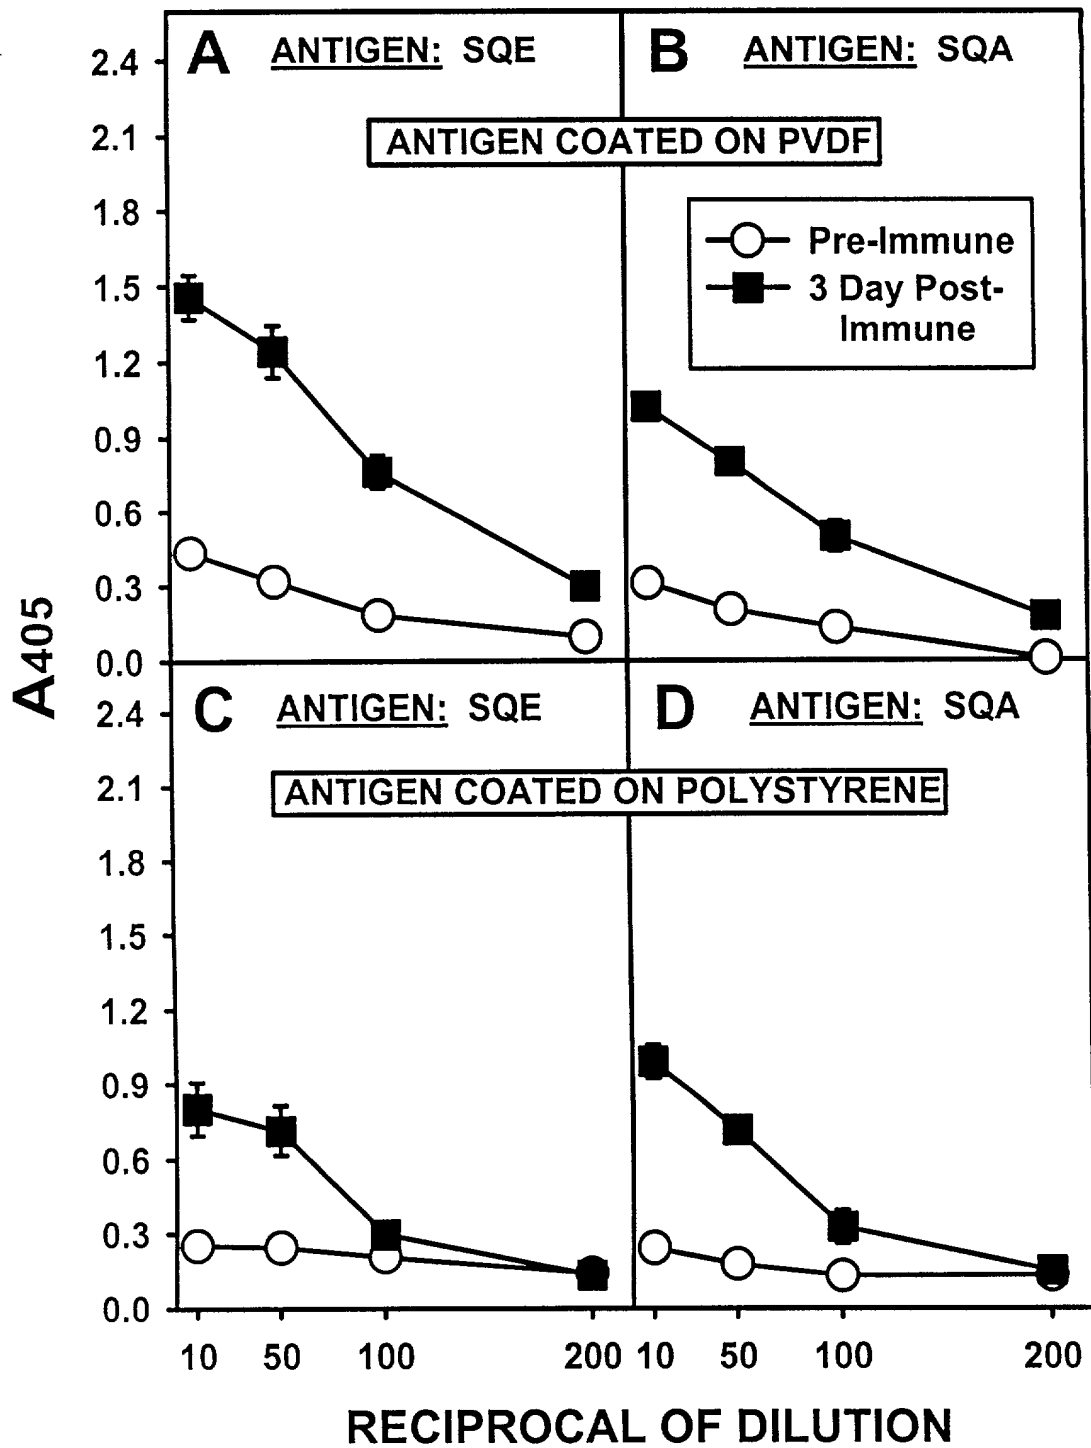 A ANTIGEN: SQE
B ANTIGEN: SQA
ANTIGEN COATED ON PVDF
Pre-Immune
3 Day Post-
Immune
2.4
2.1
1.8
1.5
1.2
0.9
0.6
0.3
0.0
A405
C ANTIGEN: SQE
D ANTIGEN: SQA
ANTIGEN COATED ON POLYSTYRENE
2.4
2.1
1.8
1.5
1.2
0.9
0.6
0.3
0.0
10 50 100 200 10 50 100 200
RECIPROCAL OF DILUTION